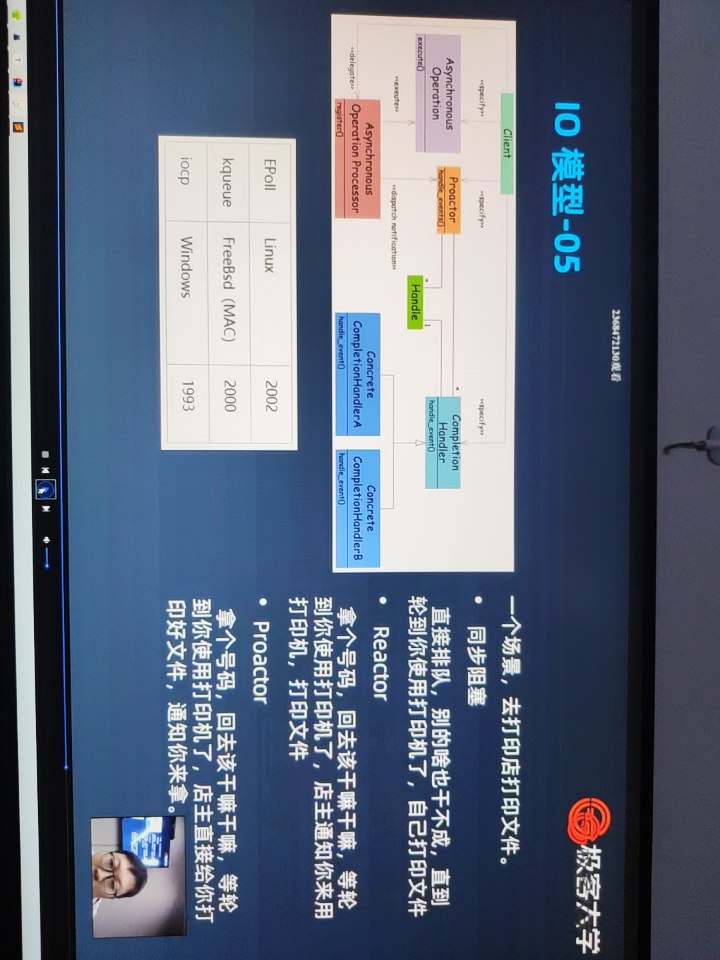 2368472130观看
IO 模型-05
极客大学
Client
<<specify>>
<<specify>>
<<specify>>
Asynchronous
Operation
execute()
Proactor
handle_events()
*
Completion
Handler
handle_event()
*
1
Handle
<<exeute>>
<<dispatch notification>>
Asynchronous
Operation Processor
register()
<<delegate>>
Concrete
CompletionHandlerA
handle_event()
Concrete
CompletionHandlerB
handle_event()
EPoll Linux 2002
kqueue FreeBsd（MAC） 2000
iocp Windows 1993
一个场景，去打印店打印文件。
• 同步阻塞
直接排队，别的啥也干不成，直到
轮到你使用打印机了，自己打印文件
• Reactor
拿个号码，回去该干嘛干嘛，等轮
到你使用打印机了，店主通知你来用
打印机，打印文件
• Proactor
拿个号码，回去该干嘛干嘛，等轮
到你使用打印机了，店主直接给你打
印好文件，通知你来拿。